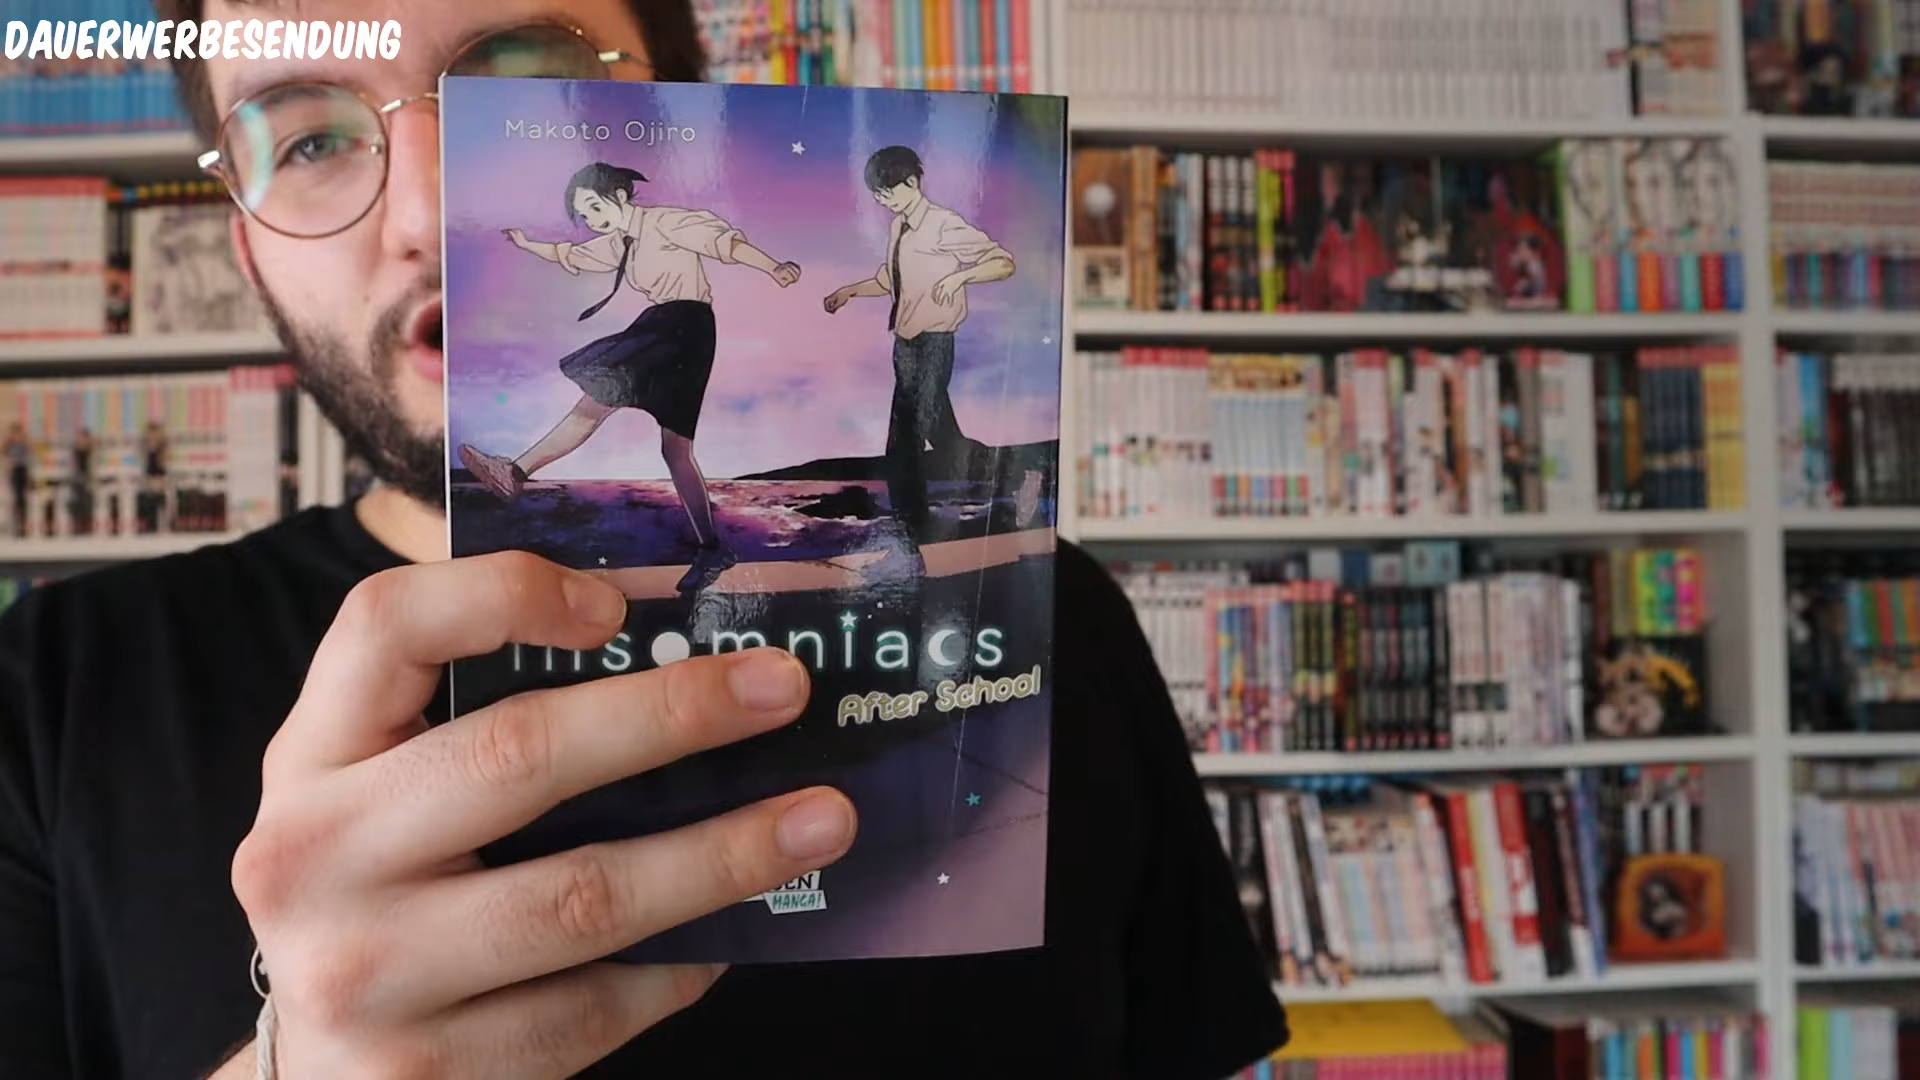 DAUERWERBESENDUNG
Makoto Ojiro
insomniacs
After School
MANGA!